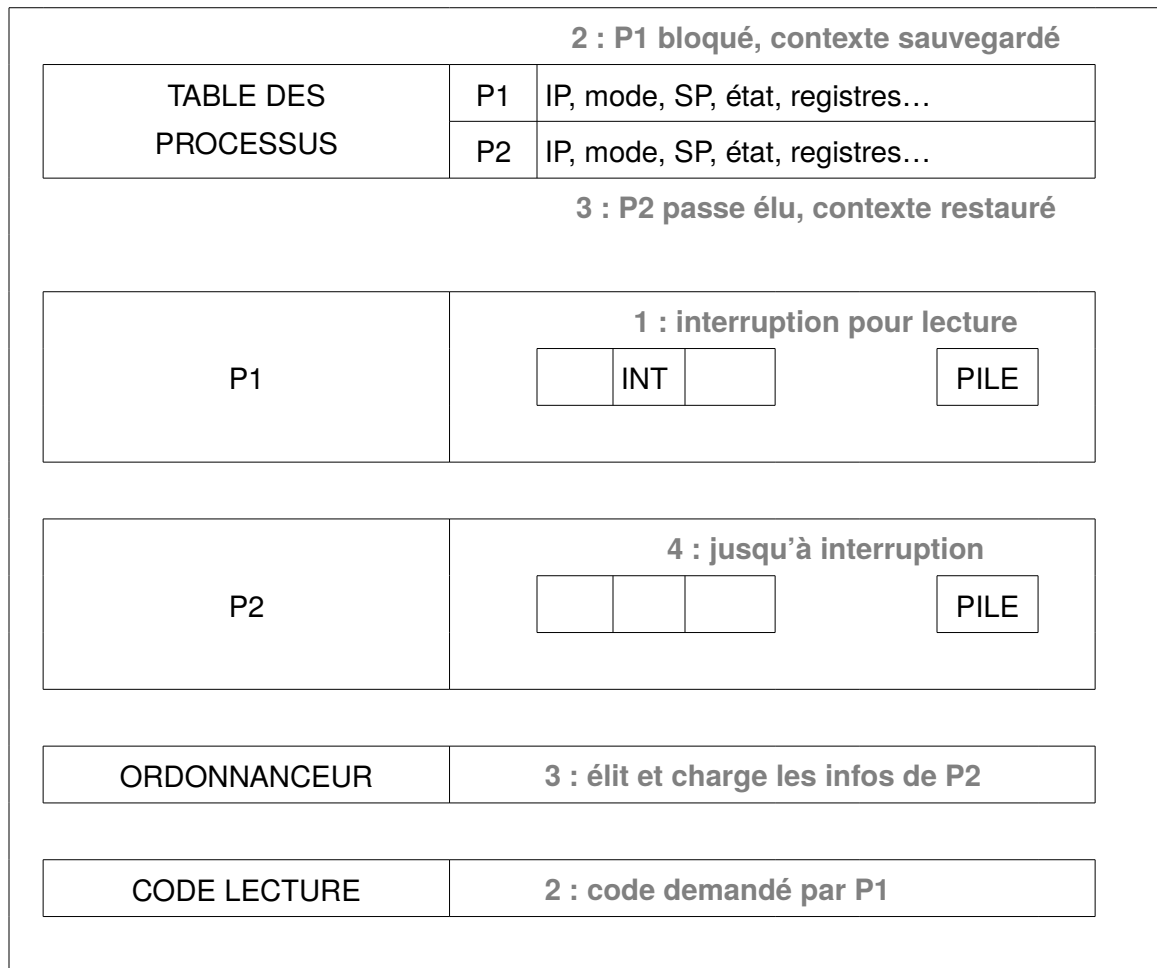 2 : P1 bloqué, contexte sauvegardé
TABLE DES
PROCESSUS
P1
IP, mode, SP, état, registres…
P2
IP, mode, SP, état, registres…
3 : P2 passe élu, contexte restauré
1 : interruption pour lecture
P1
INT
PILE
4 : jusqu’à interruption
P2
PILE
ORDONNANCEUR
3 : élit et charge les infos de P2
CODE LECTURE
2 : code demandé par P1